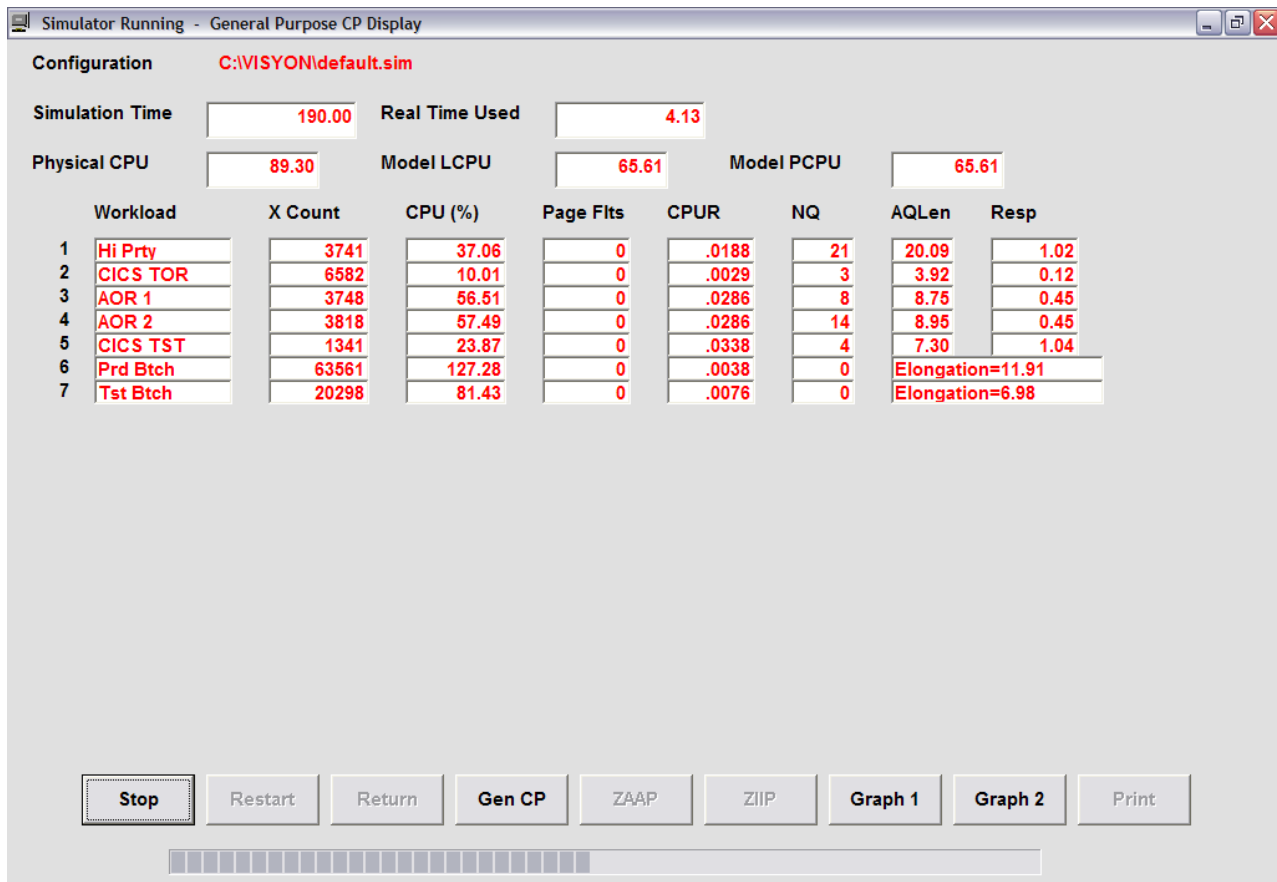 Simulator Running - General Purpose CP Display
Configuration C:\VISYON\default.sim
Simulation Time 190.00 Real Time Used 4.13
Physical CPU 89.30 Model LCPU 65.61 Model PCPU 65.61
Workload X Count CPU (%) Page Flts CPUR NQ AQLen Resp
1 Hi Prty 3741 37.06 0 .0188 21 20.09 1.02
2 CICS TOR 6582 10.01 0 .0029 3 3.92 0.12
3 AOR 1 3748 56.51 0 .0286 8 8.75 0.45
4 AOR 2 3818 57.49 0 .0286 14 8.95 0.45
5 CICS TST 1341 23.87 0 .0338 4 7.30 1.04
6 Prd Btch 63561 127.28 0 .0038 0 Elongation=11.91
7 Tst Btch 20298 81.43 0 .0076 0 Elongation=6.98
Stop Restart Return Gen CP ZAAP ZIIP Graph 1 Graph 2 Print